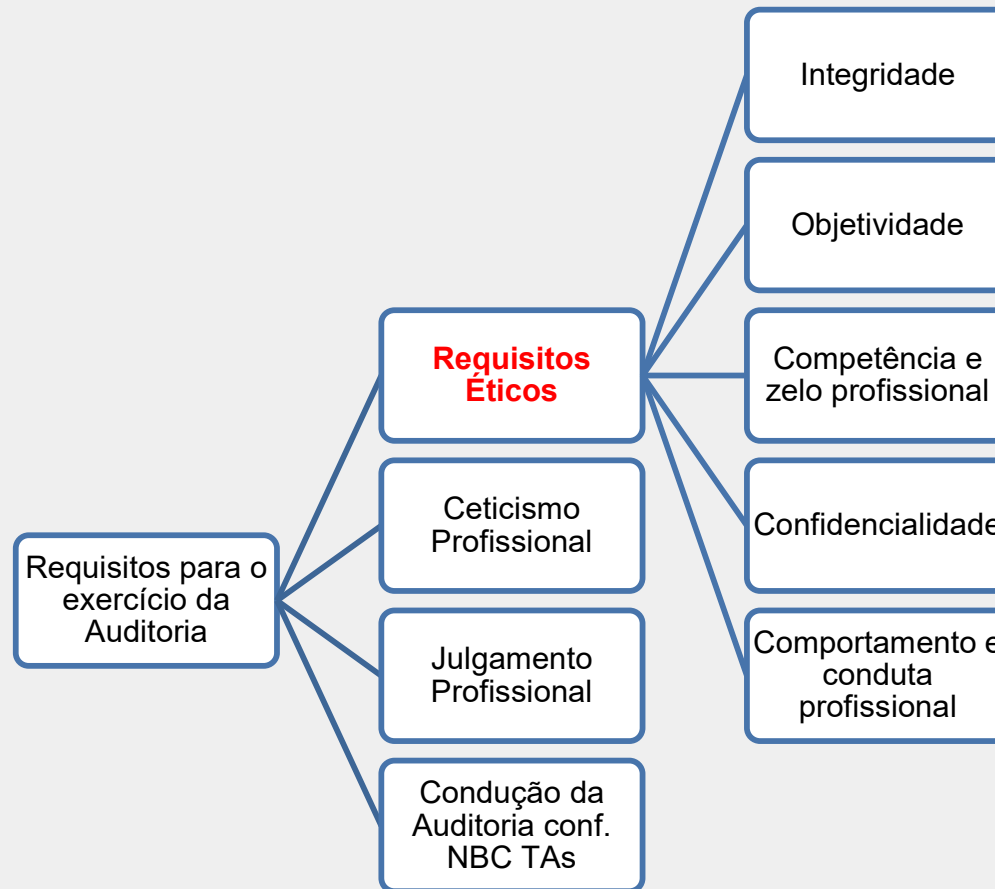 Integridade
Objetividade
Requisitos
Éticos
Competência e
zelo profissional
Ceticismo
Profissional
Confidencialidade
Requisitos para o
exercício da
Auditoria
Julgamento
Profissional
Comportamento e
conduta
profissional
Condução da
Auditoria conf.
NBC TAs